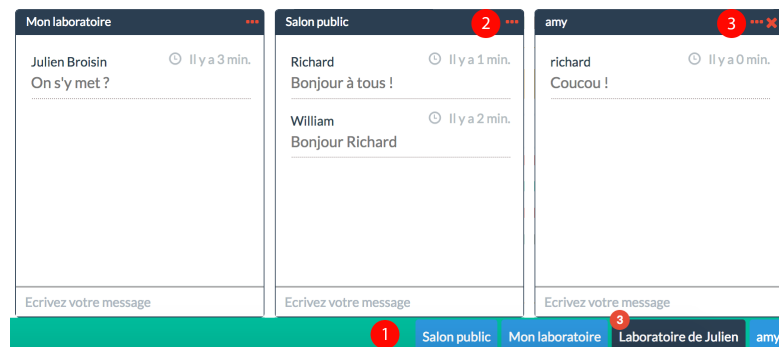 Mon laboratoire
Julien Broisin Il y a 3 min.
On s'y met ?
Ecrivez votre message
Salon public 2
Richard Il y a 1 min.
Bonjour à tous !
William Il y a 2 min.
Bonjour Richard
Ecrivez votre message
amy 3
richard Il y a 0 min.
Coucou !
Ecrivez votre message
3
1 Salon public Mon laboratoire Laboratoire de Julien amy